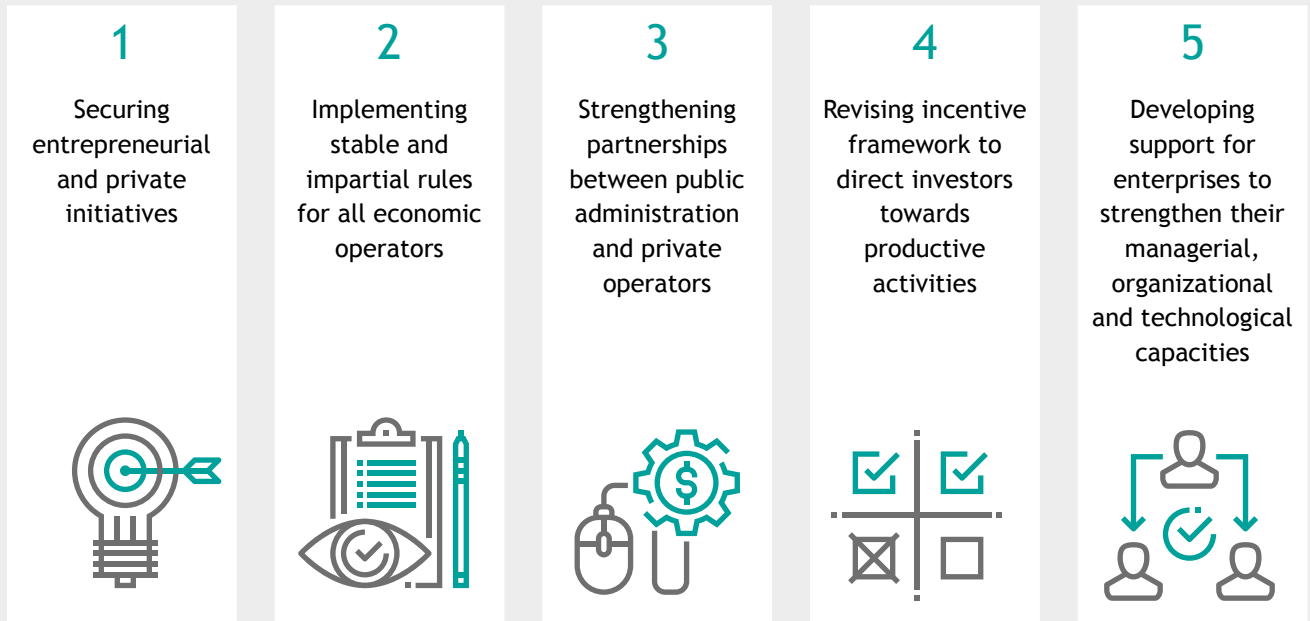 1
Securing
entrepreneurial
and private
initiatives
2
Implementing
stable and
impartial rules
for all economic
operators
3
Strengthening
partnerships
between public
administration
and private
operators
4
Revising incentive
framework to
direct investors
towards
productive
activities
5
Developing
support for
enterprises to
strengthen their
managerial,
organizational
and technological
capacities
$